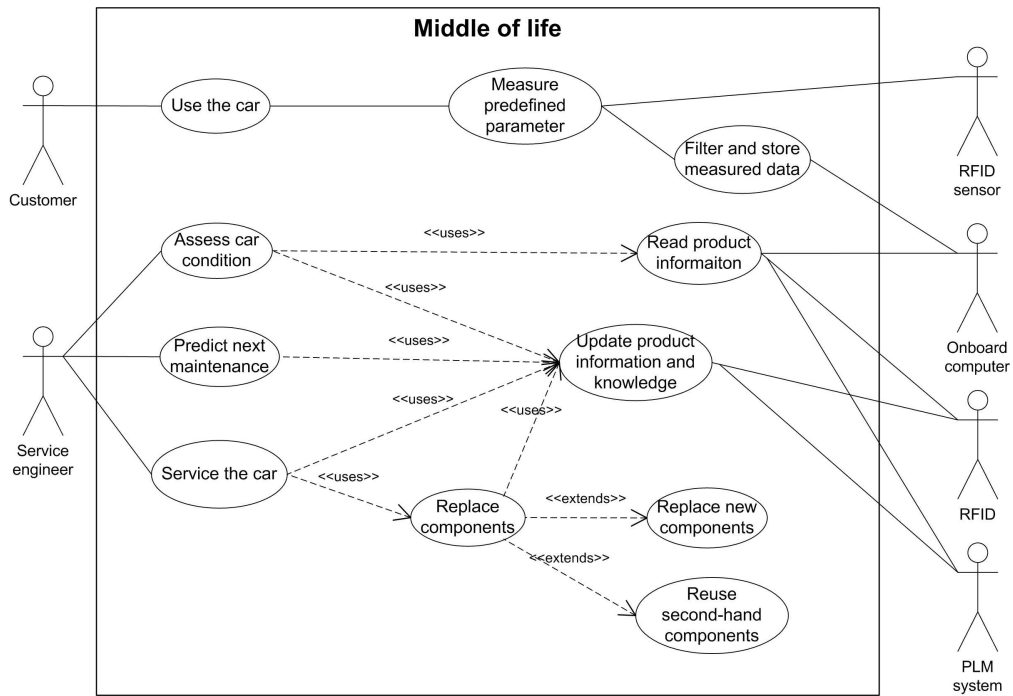 Middle of life
Use the car
Measure
predefined
parameter
Customer
RFID
sensor
Filter and store
measured data
Assess car
condition
<<uses>>
Read product
informaiton
<<uses>>
Onboard
computer
Predict next
maintenance
<<uses>>
Update product
information and
knowledge
<<uses>>
<<uses>>
Service
engineer
Service the car
<<uses>>
Replace
components
<<extends>>
Replace new
components
RFID
<<extends>>
Reuse
second-hand
components
PLM
system